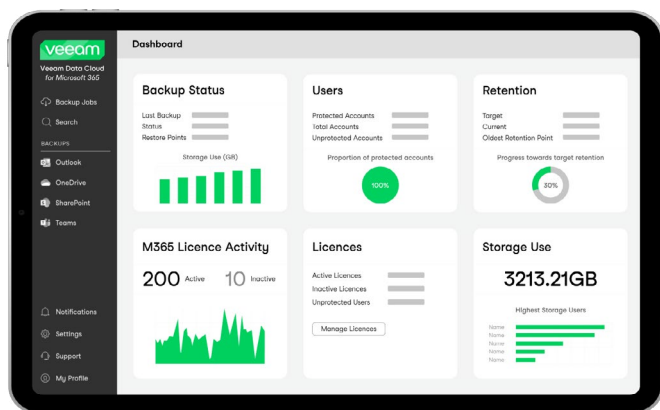 veeam
Veeam Data Cloud
for Microsoft 365
Backup Jobs
Search
BACKUPS
Outlook
OneDrive
SharePoint
Teams
Notifications
Settings
Support
My Profile
Dashboard
Backup Status
Last Backup
Status
Restore Points
Storage Use (GB)
Users
Protected Accounts
Total Accounts
Unprotected Accounts
Proportion of protected accounts
100%
Retention
Target
Current
Oldest Retention Point
Progress towards target retention
30%
M365 Licence Activity
200 Active 10 Inactive
Licences
Active Licences
Inactive Licences
Unprotected Users
Manage Licences
Storage Use
3213.21GB
Highest Storage Users
Name
Name
Name
Name
Name